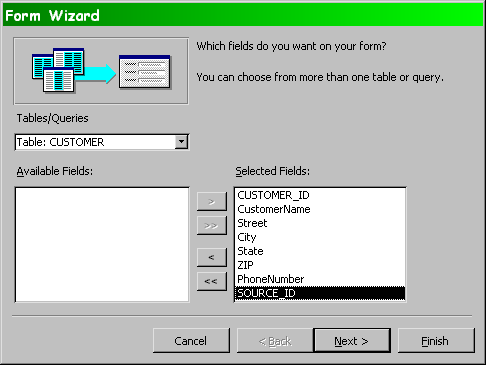 Form Wizard
Which fields do you want on your form?
You can choose from more than one table or query.
Tables/Queries
Table: CUSTOMER
Available Fields:
Selected Fields:
>
>>
<
<<
CUSTOMER_ID
CustomerName
Street
City
State
ZIP
PhoneNumber
SOURCE_ID
Cancel
< Back
Next >
Finish